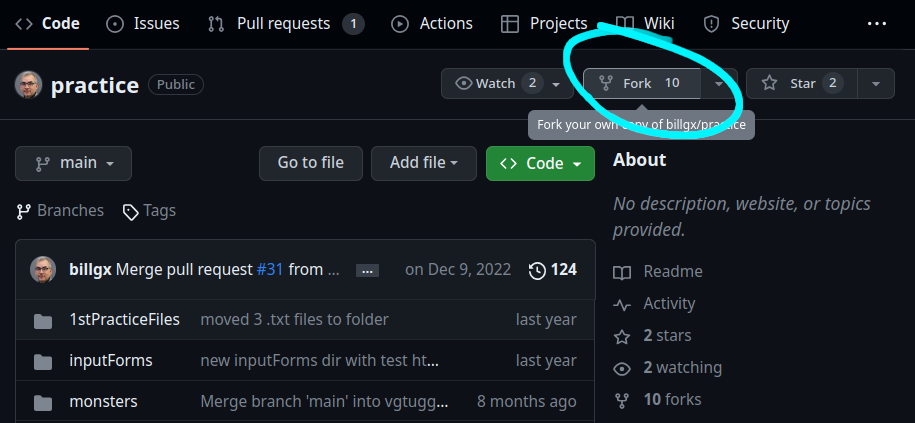 Code Issues Pull requests 1 Actions Projects Wiki Security ...
practice Public Watch 2 Fork 10 Star 2
Fork your own copy of billgx/practice
main Go to file Add file Code About
Branches Tags No description, website, or topics
provided.
billgx Merge pull request #31 from ... ... on Dec 9, 2022 124
Readme
1stPracticeFiles moved 3 .txt files to folder last year
Activity
2 stars
inputForms new inputForms dir with test ht... last year
2 watching
monsters Merge branch 'main' into vgtugg... 8 months ago
10 forks